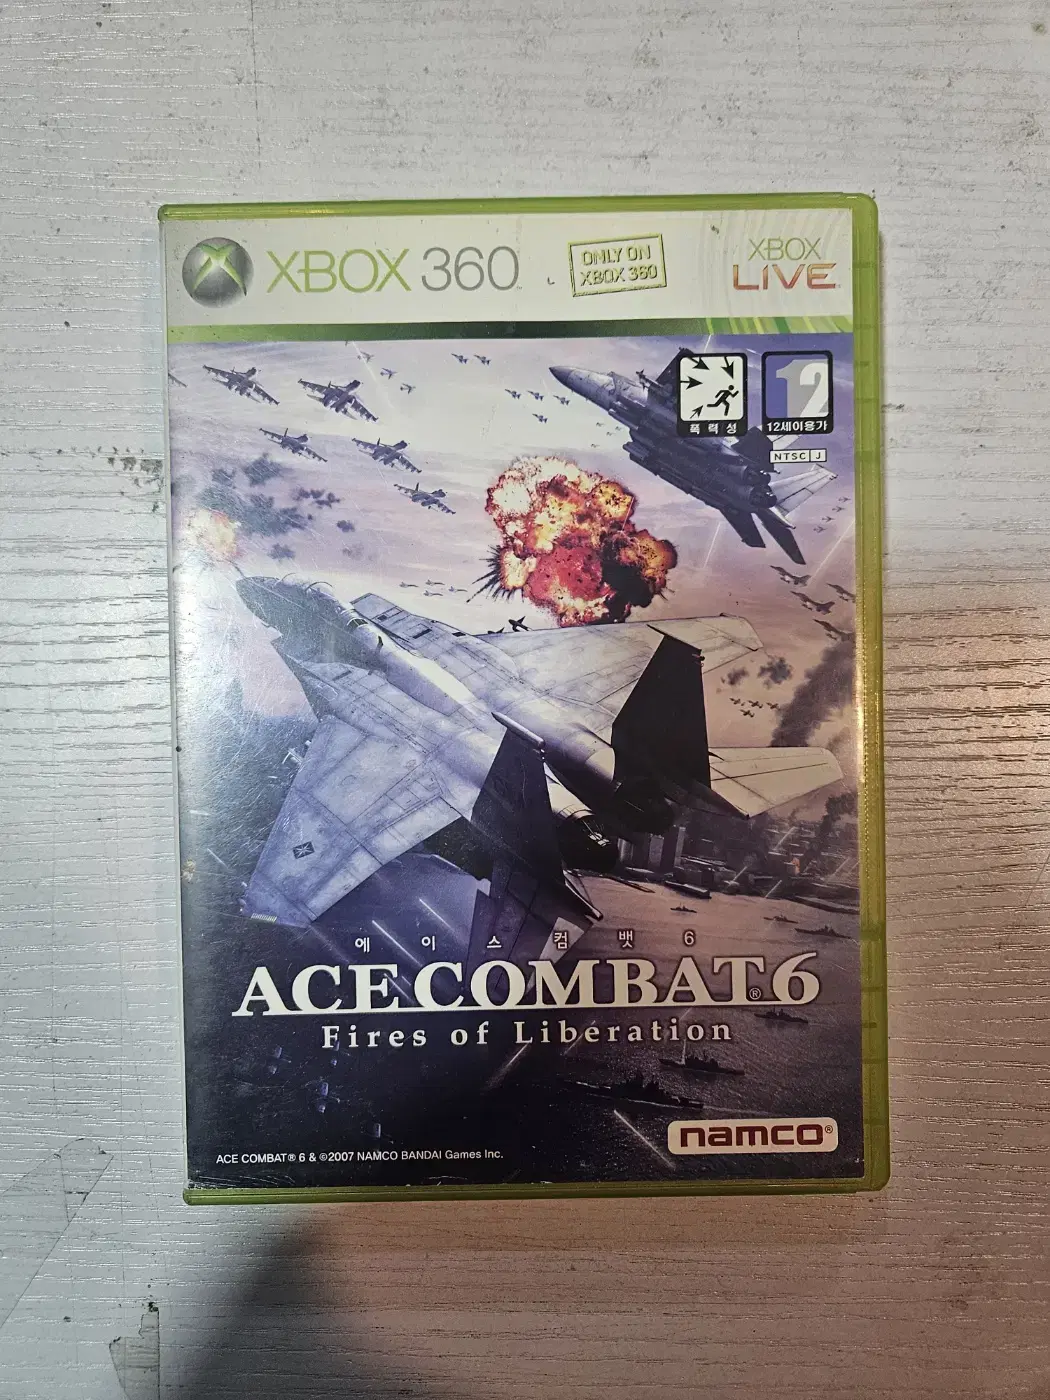 XBOX 360
ONLY ON
XBOX 360
XBOX
LIVE
폭력성
12
12세이용가
NTSC J
에이스컴뱃 6
ACE COMBAT® 6
Fires of Liberation
namco®
ACE COMBAT® 6 & ©2007 NAMCO BANDAI Games Inc.